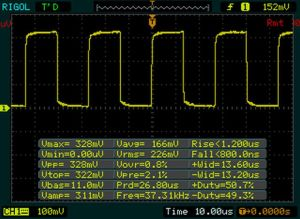 RIGOL T'D 1 152mV
uV Rmt
Vmax= 328mV Vavg= 166mV Rise<1.200us
Vmin=0.00uV Vrms= 226mV Fall<800.0ns
Vpp= 328mV Vovr=0.8% +Wid=13.60us
Vtop= 322mV Vpre=2.1% -Wid=13.20us
Vbas=11.0mV Prd=26.80us +Duty=50.7%
Vamp= 311mV Freq=37.31kHz -Duty=49.3%
CH1 100mV Time 10.00us 0.0000s